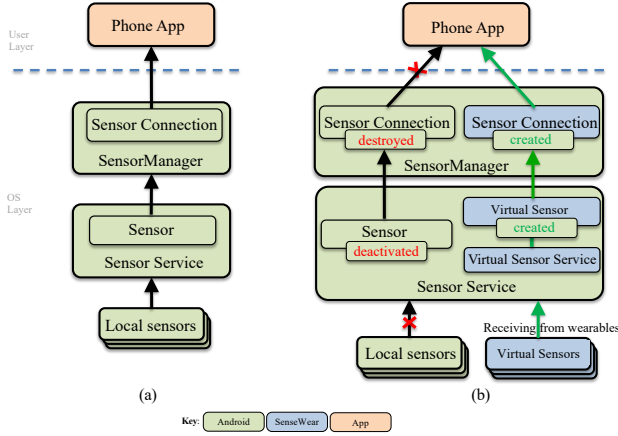 User
Layer
Phone App
Sensor Connection
SensorManager
OS
Layer
Sensor
Sensor Service
Local sensors
(a)
Phone App
Sensor Connection
destroyed
Sensor Connection
created
SensorManager
Sensor
deactivated
Virtual Sensor
created
Virtual Sensor Service
Sensor Service
Receiving from wearables
Local sensors
Virtual Sensors
(b)
Key: Android SenseWear App